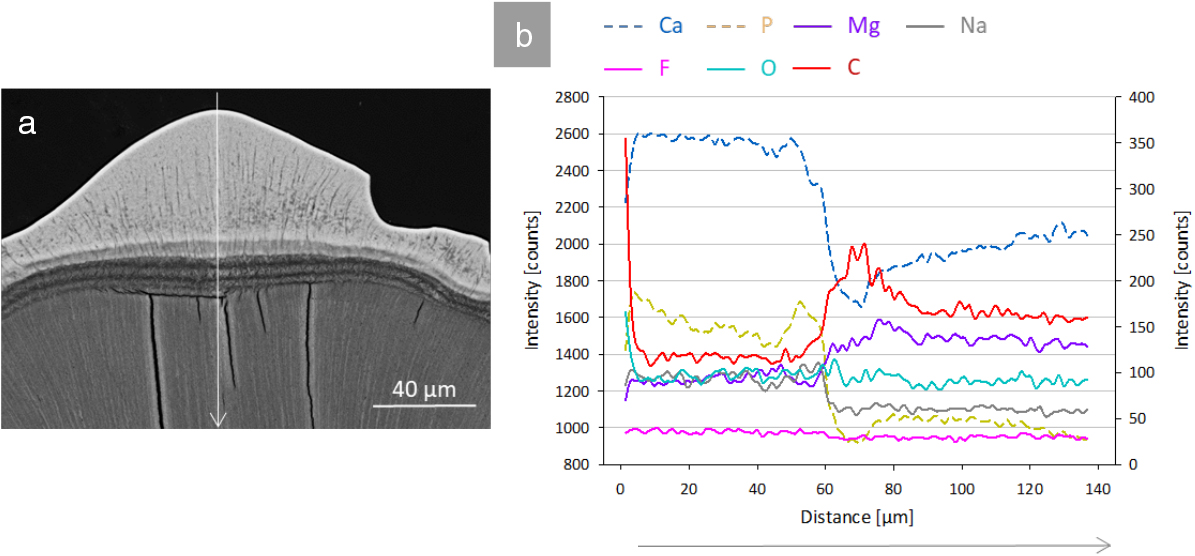 a
40 µm
b
Ca P Mg Na
F O C
Intensity [counts]
2800
2600
2400
2200
2000
1800
1600
1400
1200
1000
800
400
350
300
250
200
150
100
50
0
Intensity [counts]
0 20 40 60 80 100 120 140
Distance [µm]